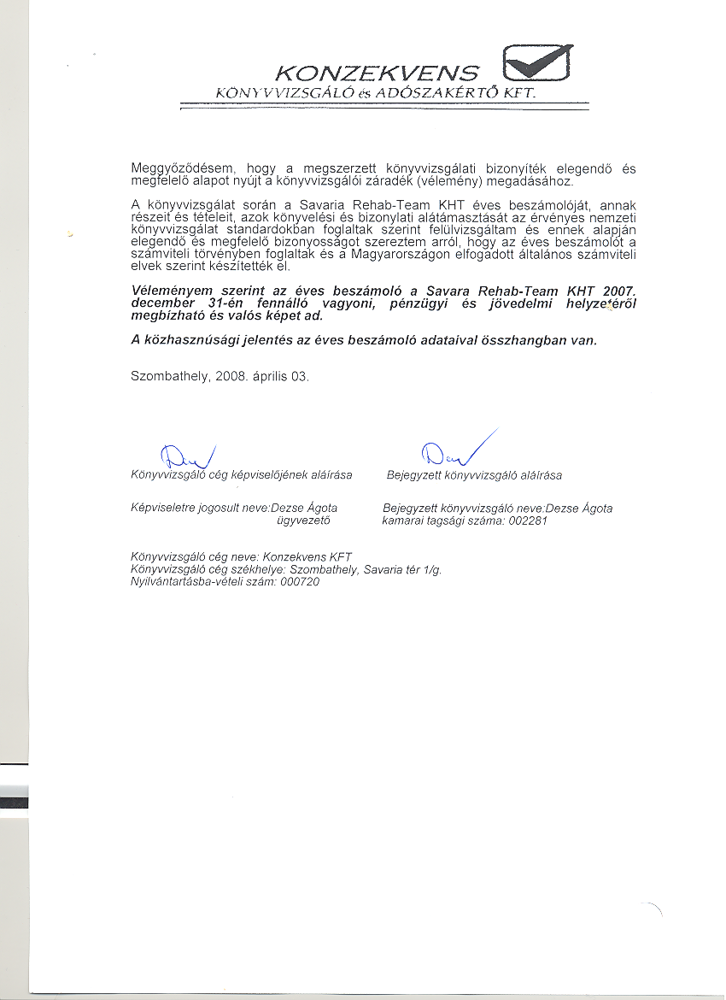 KONZEKVENS
KÖNYVVIZSGÁLÓ és ADÓSZAKÉRTŐ KFT.
Meggyőződésem, hogy a megszerzett könyvvizsgálati bizonyíték elegendő és
megfelelő alapot nyújt a könyvvizsgálói záradék (vélemény) megadásához.
A könyvvizsgálat során a Savaria Rehab-Team KHT éves beszámolóját, annak
részeit és tételeit, azok könyvelési és bizonylati alátámasztását az érvényes nemzeti
könyvvizsgálat standardokban foglaltak szerint felülvizsgáltam és ennek alapján
elegendő és megfelelő bizonyosságot szereztem arról, hogy az éves beszámolót a
számviteli törvényben foglaltak és a Magyarországon elfogadott általános számviteli
elvek szerint készítették el.
Véleményem szerint az éves beszámoló a Savara Rehab-Team KHT 2007.
december 31-én fennálló vagyoni, pénzügyi és jövedelmi helyzetéről
megbízható és valós képet ad.
A közhasznúsági jelentés az éves beszámoló adataival összhangban van.
Szombathely, 2008. április 03.
Könyvvizsgáló cég képviselőjének aláírása Bejegyzett könyvvizsgáló aláírása
Képviseletre jogosult neve:Dezse Ágota Bejegyzett könyvvizsgáló neve:Dezse Ágota
ügyvezető kamarai tagsági száma: 002281
Könyvvizsgáló cég neve: Konzekvens KFT
Könyvvizsgáló cég székhelye: Szombathely, Savaria tér 1/g.
Nyilvántartásba-vételi szám: 000720